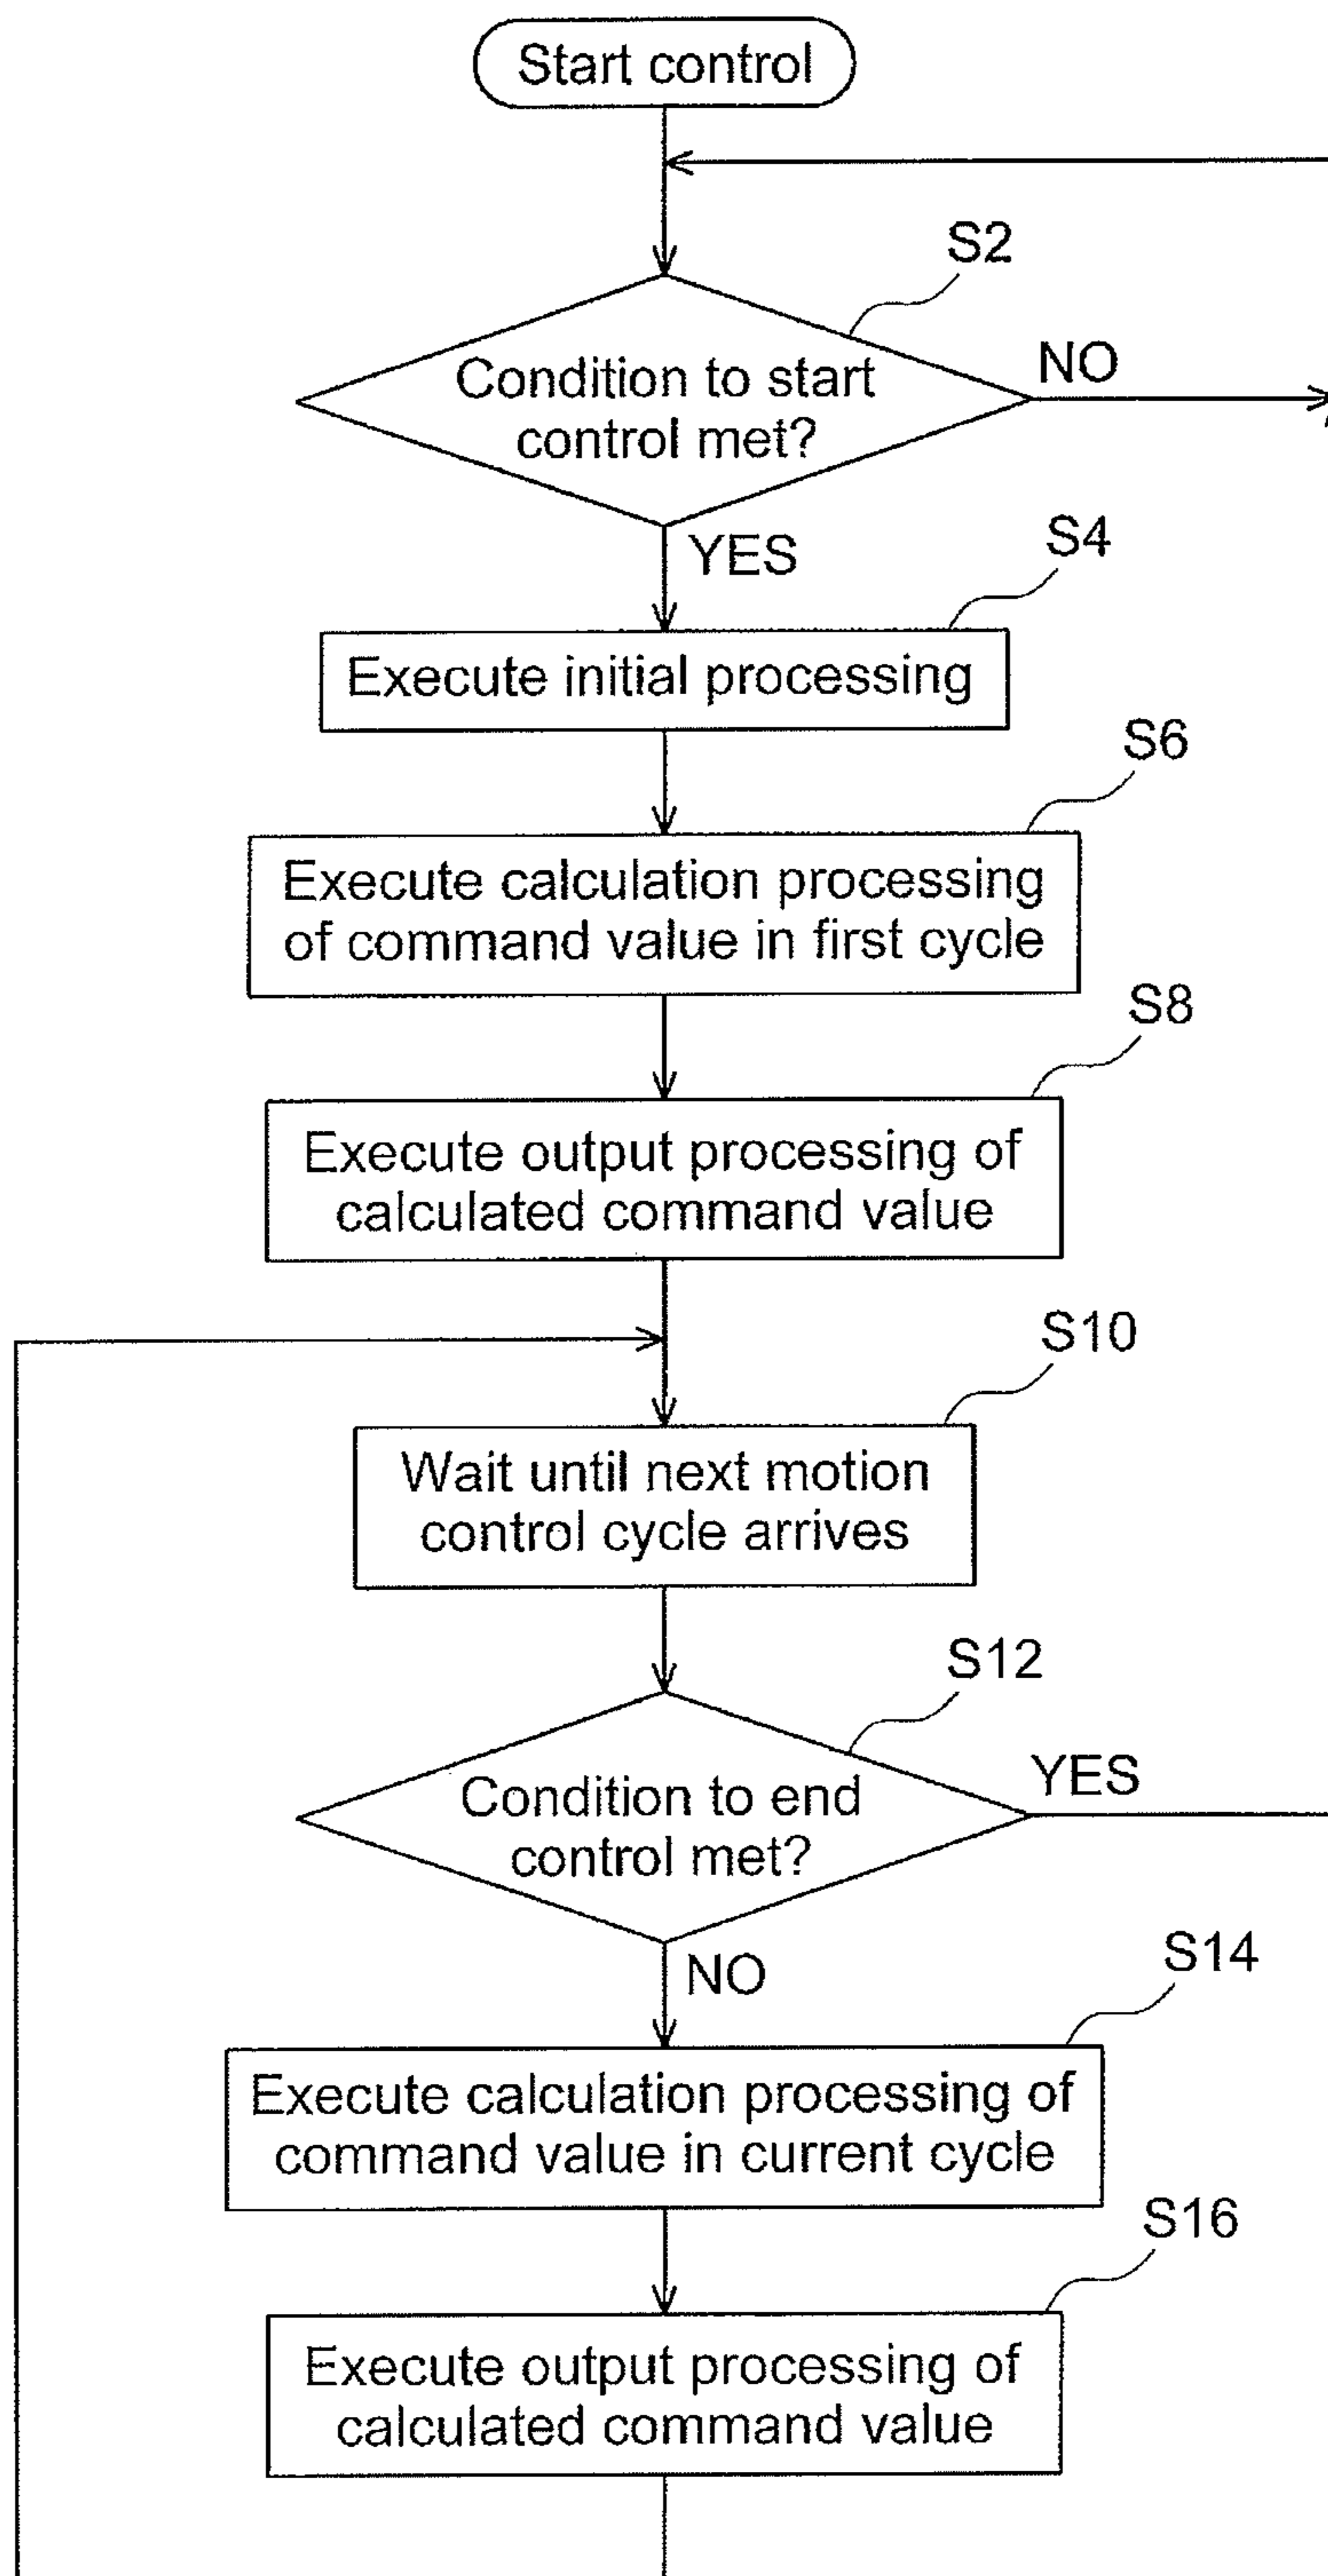 Start control
S2
Condition to start
control met?
NO
YES
S4
Execute initial processing
S6
Execute calculation processing
of command value in first cycle
S8
Execute output processing of
calculated command value
S10
Wait until next motion
control cycle arrives
S12
Condition to end
control met?
YES
NO
S14
Execute calculation processing of
command value in current cycle
S16
Execute output processing of
calculated command value